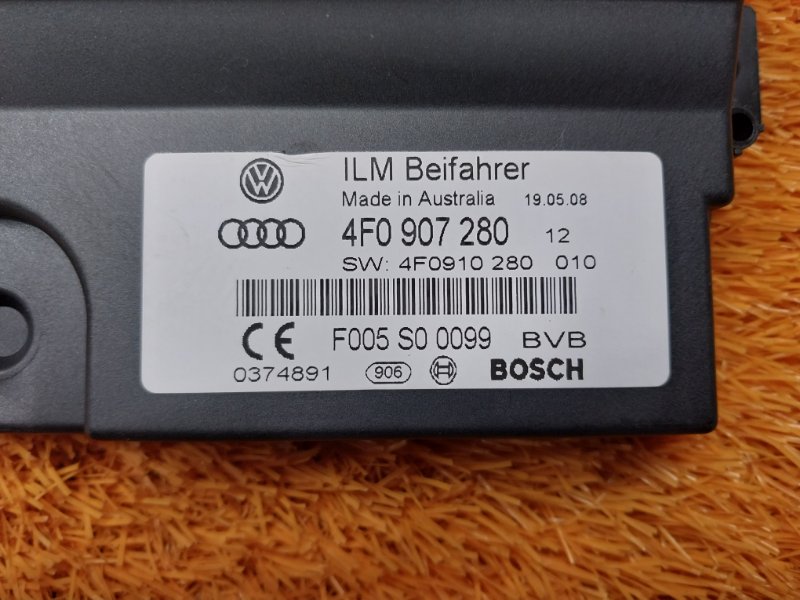 ILM Beifahrer
Made in Australia 19.05.08
4F0 907 280 12
SW: 4F0910 280 010
CE F005 S0 0099 BVB
0374891 906 BOSCH